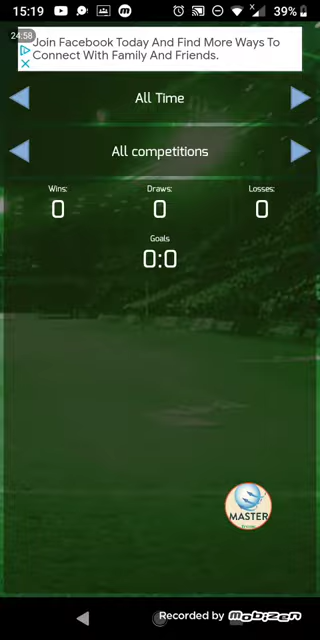 15:19
39%
24:58
Join Facebook Today And Find More Ways To
Connect With Family And Friends.
All Time
All competitions
Wins: Draws: Losses:
0 0 0
Goals
0:0
MASTER
Recorded by mobizen